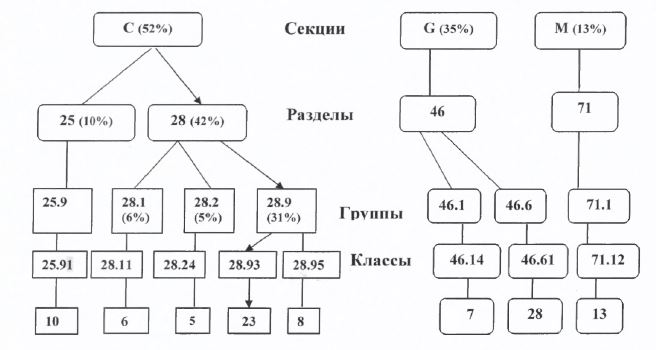 C (52%) Секции G (35%) M (13%)
25 (10%) 28 (42%) Разделы 46 71
25.9 28.1 (6%) 28.2 (5%) 28.9 (31%) Группы 46.1 46.6 71.1
25.91 28.11 28.24 28.93 28.95 Классы 46.14 46.61 71.12
10 6 5 23 8 7 28 13